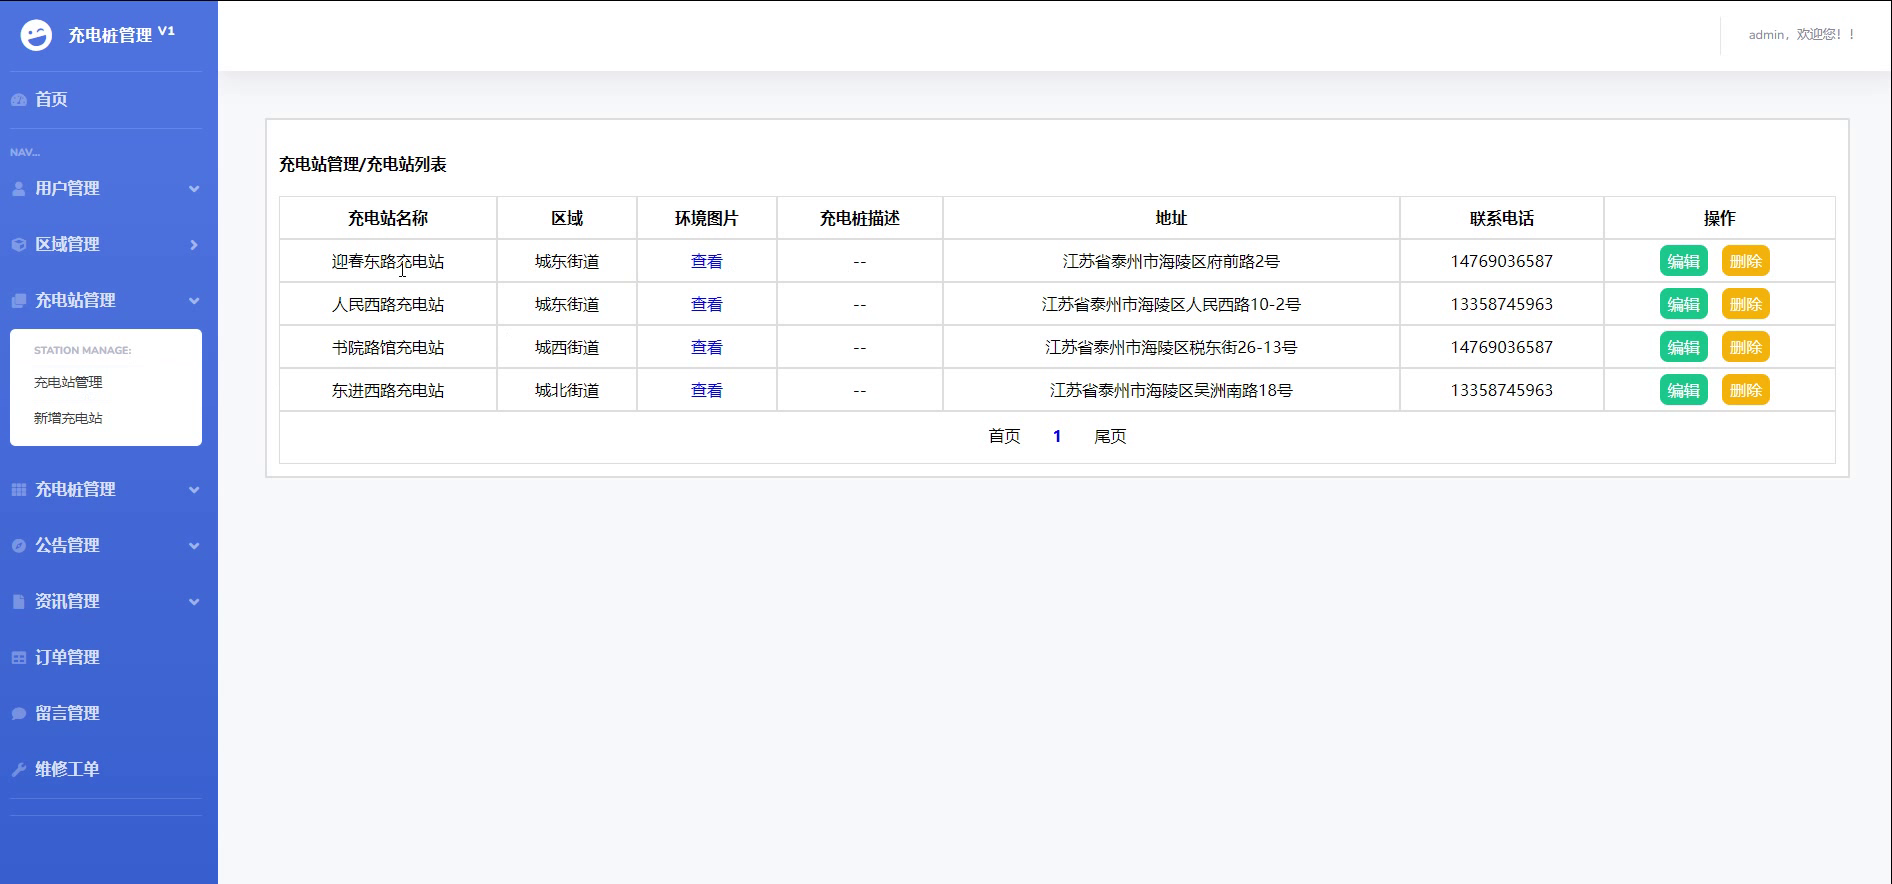 充电桩管理 V1
admin，欢迎您！！
首页
NAV...
用户管理
区域管理
充电站管理
STATION MANAGE:
充电站管理
新增充电站
充电桩管理
公告管理
资讯管理
订单管理
留言管理
维修工单
充电站管理/充电站列表
充电站名称 区域 环境图片 充电桩描述 地址 联系电话 操作
迎春东路充电站 城东街道 查看 -- 江苏省泰州市海陵区府前路2号 14769036587 编辑 删除
人民西路充电站 城东街道 查看 -- 江苏省泰州市海陵区人民西路10-2号 13358745963 编辑 删除
书院路馆充电站 城西街道 查看 -- 江苏省泰州市海陵区税东街26-13号 14769036587 编辑 删除
东进西路充电站 城北街道 查看 -- 江苏省泰州市海陵区吴洲南路18号 13358745963 编辑 删除
首页 1 尾页